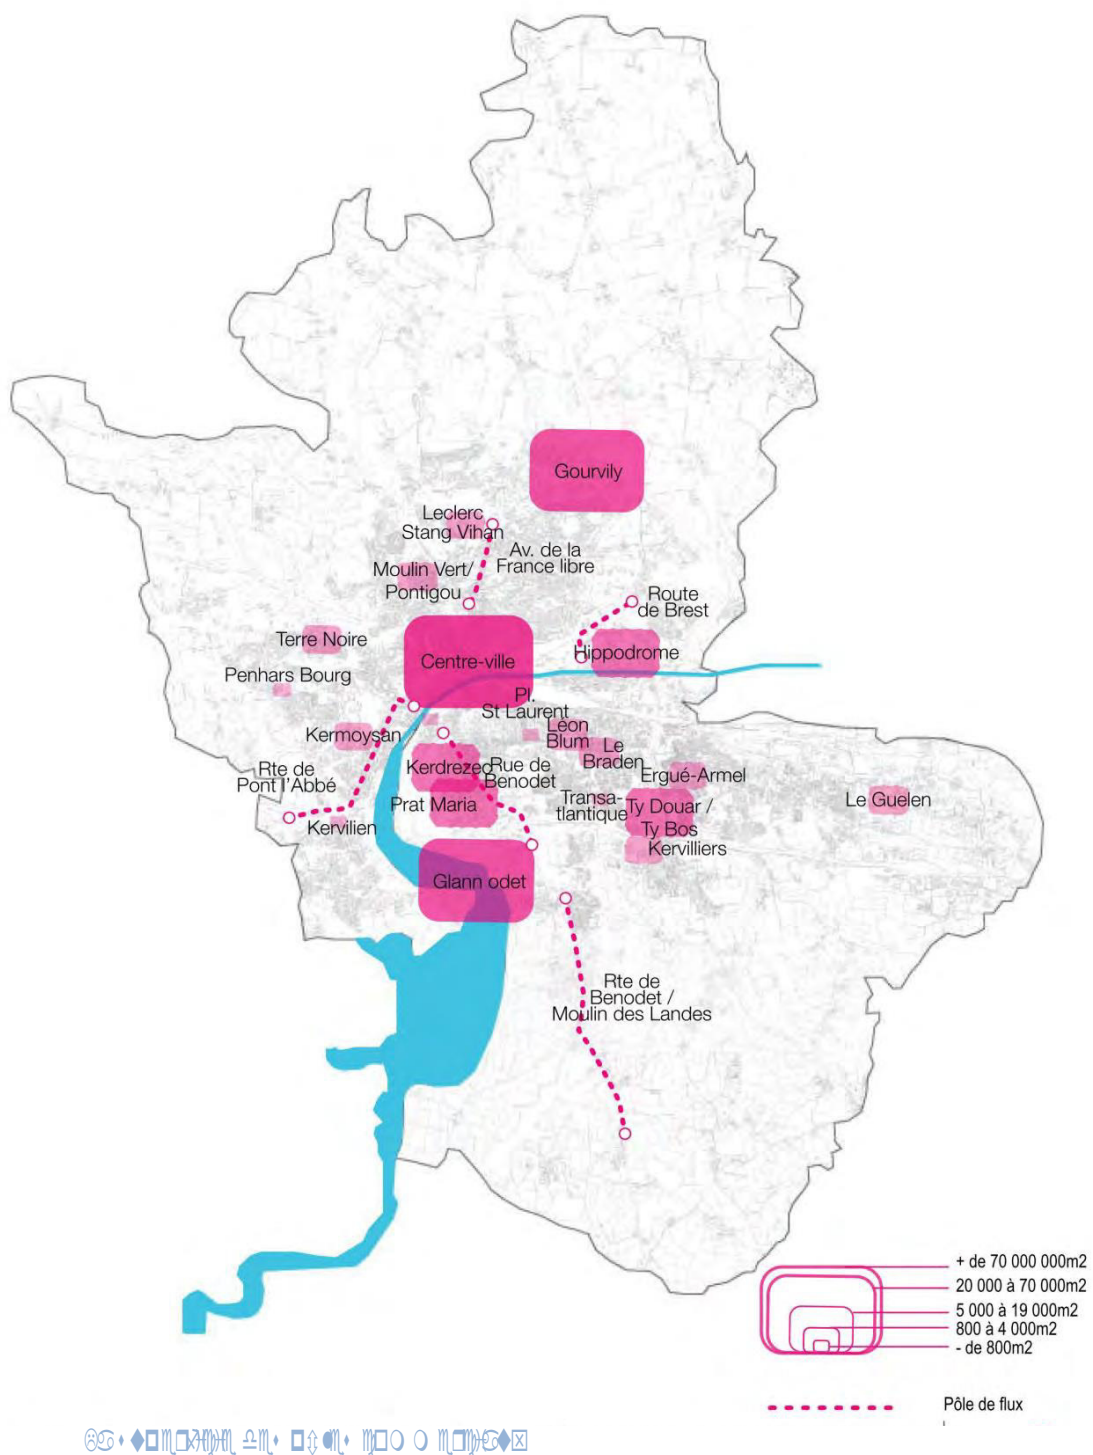 Gourvily
Leclerc
Stang Vihan
Av. de la
France libre
Moulin Vert/
Pontigou
Route
de Brest
Terre Noire
Centre-ville
Hippodrome
Penhars Bourg
Pl.
St Laurent
Kermoysan
Léon
Blum
Le
Braden
Rte de
Pont l'Abbé
Kerdrezec
Rue de
Benodet
Ergué-Armel
Prat Maria
Transa-
tlantique
Ty Douar /
Ty Bos
Le Guelen
Kervilien
Kervilliers
Glann odet
Rte de
Benodet /
Moulin des Landes
+ de 70 000 000m2
20 000 à 70 000m2
5 000 à 19 000m2
800 à 4 000m2
- de 800m2
Pôle de flux